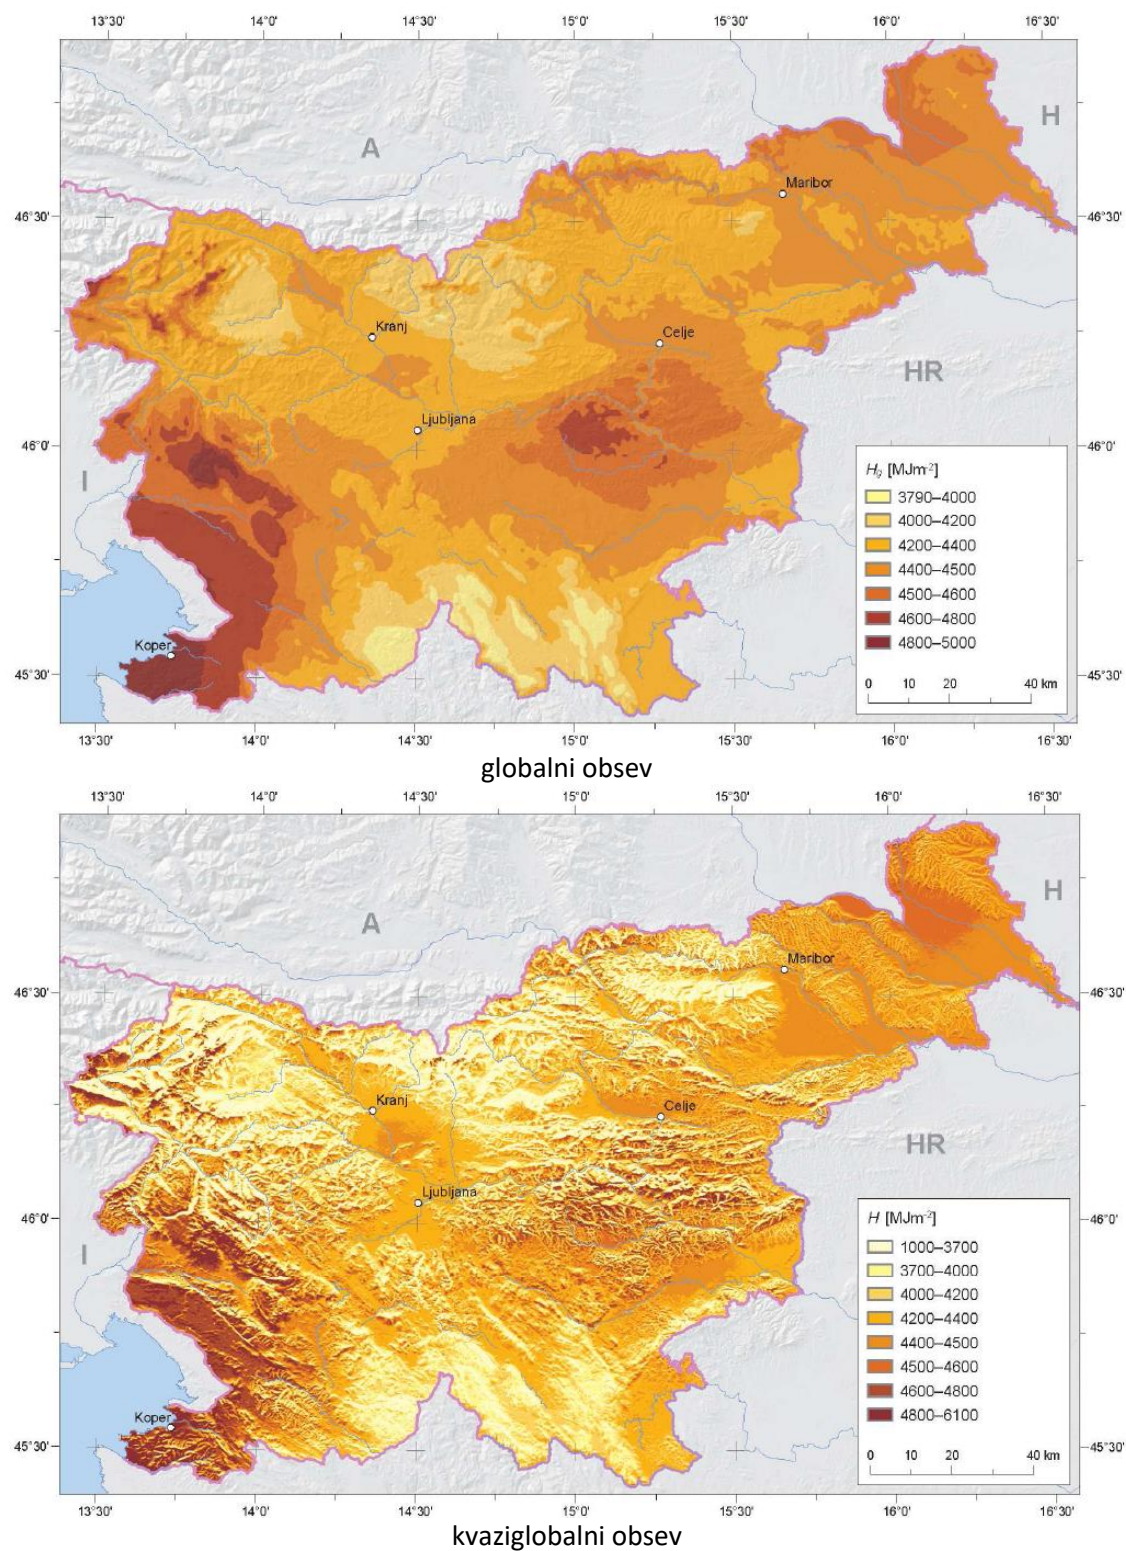 13°30' 14°0' 14°30' 15°0' 15°30' 16°0' 16°30'
A
H
Maribor
46°30' 46°30'
Kranj
Celje
HR
Ljubljana
46°0' 46°0'
I
H_G [MJm-2]
3790–4000
4000–4200
4200–4400
4400–4500
4500–4600
4600–4800
4800–5000
Koper
45°30' 45°30'
0 10 20 40 km
13°30' 14°0' 14°30' 15°0' 15°30' 16°0' 16°30'
globalni obsev
13°30' 14°0' 14°30' 15°0' 15°30' 16°0' 16°30'
A
H
Maribor
46°30' 46°30'
Kranj
Celje
HR
Ljubljana
46°0' 46°0'
I
H [MJm-2]
1000–3700
3700–4000
4000–4200
4200–4400
4400–4500
4500–4600
4600–4800
4800–6100
Koper
45°30' 45°30'
0 10 20 40 km
13°30' 14°0' 14°30' 15°0' 15°30' 16°0' 16°30'
kvaziglobalni obsev